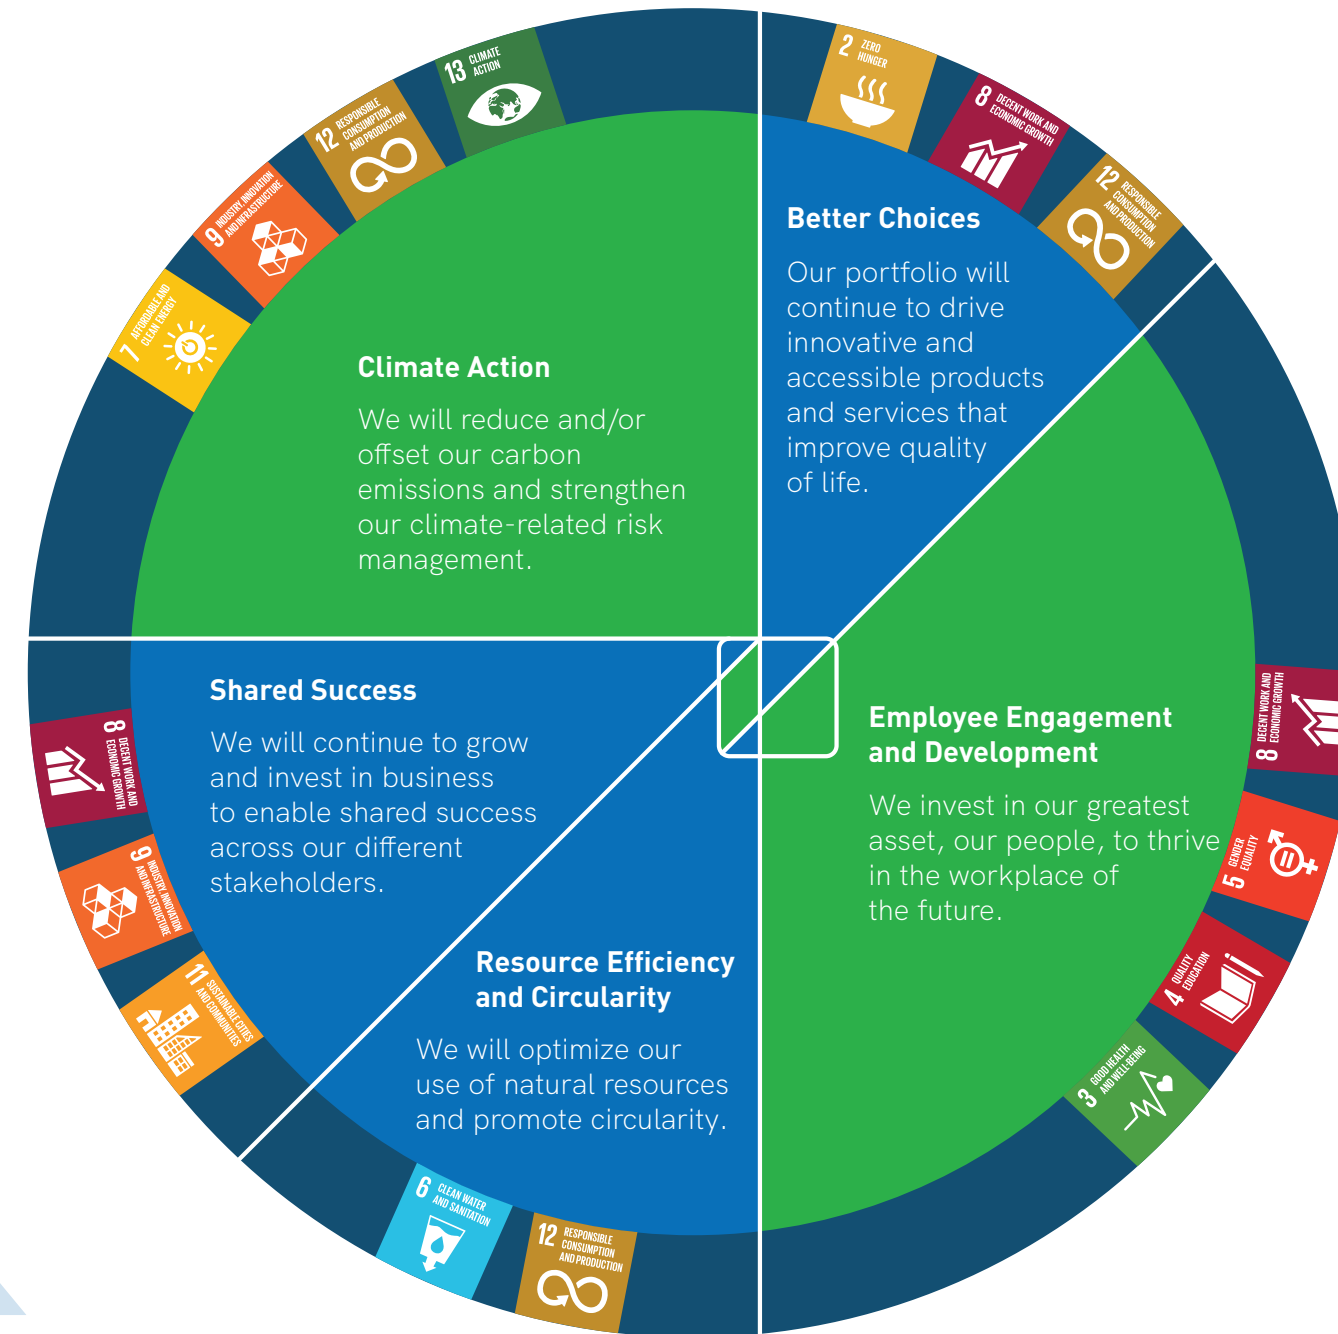 13 CLIMATE
ACTION
12 RESPONSIBLE
CONSUMPTION
AND PRODUCTION
9 INDUSTRY, INNOVATION
AND INFRASTRUCTURE
7 AFFORDABLE AND
CLEAN ENERGY
Climate Action
We will reduce and/or
offset our carbon
emissions and strengthen
our climate-related risk
management.
2 ZERO
HUNGER
8 DECENT WORK AND
ECONOMIC GROWTH
12 RESPONSIBLE
CONSUMPTION
AND PRODUCTION
Better Choices
Our portfolio will
continue to drive
innovative and
accessible products
and services that
improve quality
of life.
Employee Engagement
and Development
We invest in our greatest
asset, our people, to thrive
in the workplace of
the future.
8 DECENT WORK AND
ECONOMIC GROWTH
5 GENDER
EQUALITY
4 QUALITY
EDUCATION
3 GOOD HEALTH
AND WELL-BEING
Shared Success
We will continue to grow
and invest in business
to enable shared success
across our different
stakeholders.
8 DECENT WORK AND
ECONOMIC GROWTH
9 INDUSTRY, INNOVATION
AND INFRASTRUCTURE
11 SUSTAINABLE CITIES
AND COMMUNITIES
Resource Efficiency
and Circularity
We will optimize our
use of natural resources
and promote circularity.
6 CLEAN WATER
AND SANITATION
12 RESPONSIBLE
CONSUMPTION
AND PRODUCTION